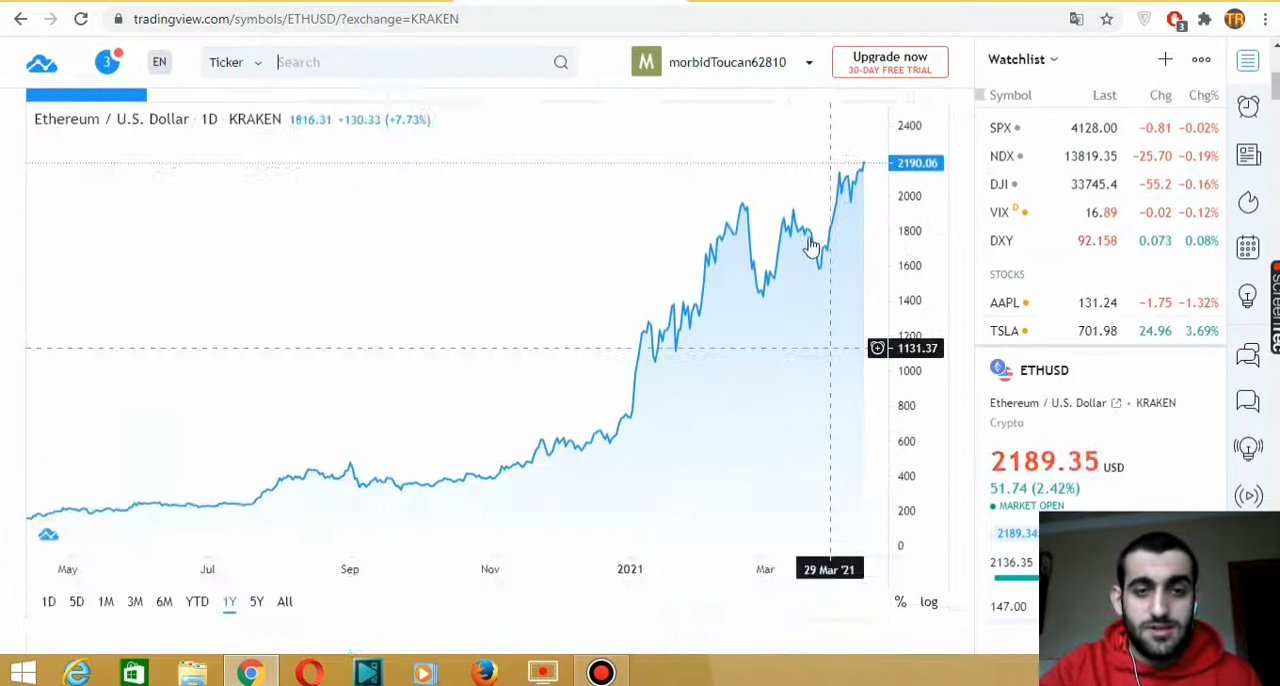 tradingview.com/symbols/ETHUSD/?exchange=KRAKEN
3
TR
3
EN
Ticker
Search
M
morbidToucan62810
Upgrade now
30-DAY FREE TRIAL
Watchlist
Ethereum / U.S. Dollar · 1D · KRAKEN 1816.31 +130.33 (+7.73%)
2400
2190.06
2000
1800
1600
1400
1200
1131.37
1000
800
600
400
200
0
May Jul Sep Nov 2021 Mar 29 Mar '21
1D 5D 1M 3M 6M YTD 1Y 5Y All % log
Symbol Last Chg Chg%
SPX 4128.00 −0.81 −0.02%
NDX 13819.35 −25.70 −0.19%
DJI 33745.4 −55.2 −0.16%
VIX D 16.89 −0.02 −0.12%
DXY 92.158 0.073 0.08%
STOCKS
AAPL 131.24 −1.75 −1.32%
TSLA 701.98 24.96 3.69%
ETHUSD
Ethereum / U.S. Dollar • KRAKEN
Crypto
2189.35 USD
51.74 (2.42%)
MARKET OPEN
2189.34
2136.35
147.00